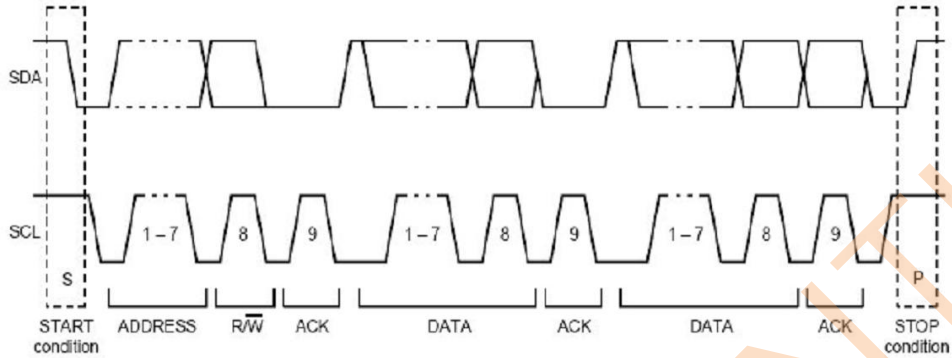 SDA
SCL
1 – 7 8 9 1 – 7 8 9 1 – 7 8 9
S P
START ADDRESS R/W̅ ACK DATA ACK DATA ACK STOP
condition condition